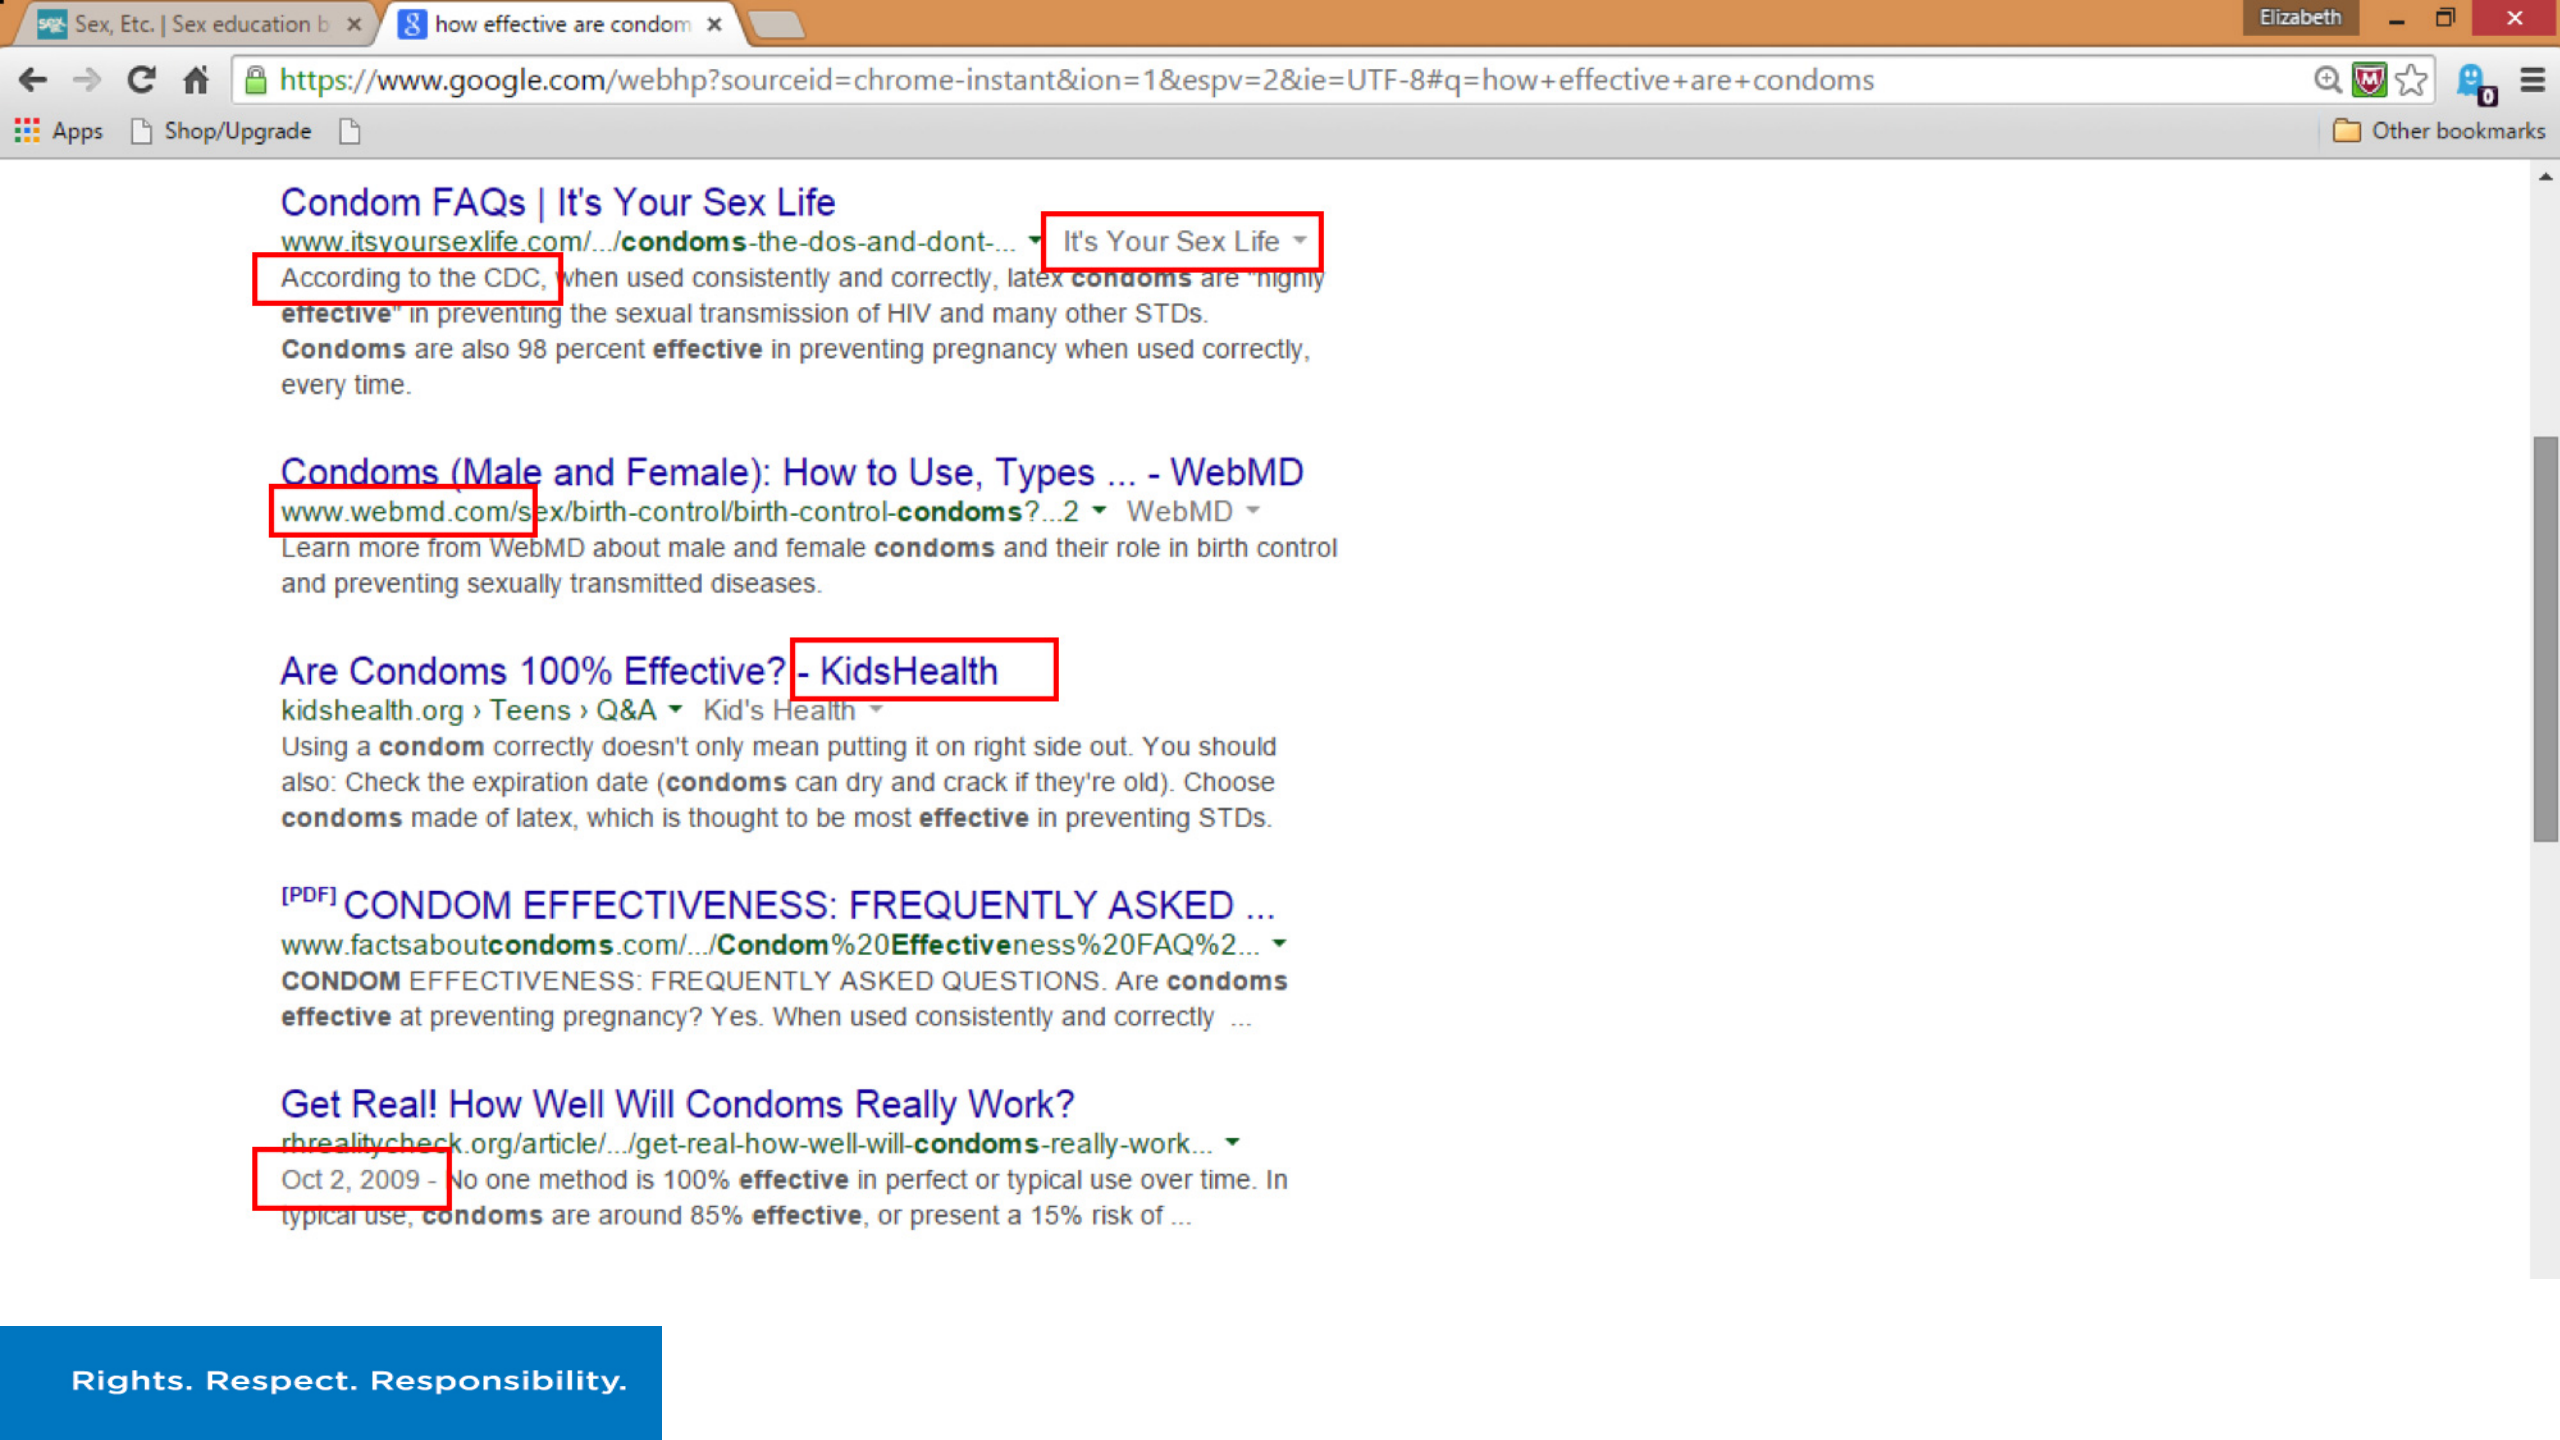 Sex, Etc. | Sex education b
how effective are condom
Elizabeth
https://www.google.com/webhp?sourceid=chrome-instant&ion=1&espv=2&ie=UTF-8#q=how+effective+are+condoms
0
Apps Shop/Upgrade Other bookmarks
Condom FAQs | It's Your Sex Life
www.itsyoursexlife.com/.../condoms-the-dos-and-dont-... It's Your Sex Life
According to the CDC, when used consistently and correctly, latex condoms are "highly
effective" in preventing the sexual transmission of HIV and many other STDs.
Condoms are also 98 percent effective in preventing pregnancy when used correctly,
every time.
Condoms (Male and Female): How to Use, Types ... - WebMD
www.webmd.com/sex/birth-control/birth-control-condoms?...2 WebMD
Learn more from WebMD about male and female condoms and their role in birth control
and preventing sexually transmitted diseases.
Are Condoms 100% Effective? - KidsHealth
kidshealth.org › Teens › Q&A Kid's Health
Using a condom correctly doesn't only mean putting it on right side out. You should
also: Check the expiration date (condoms can dry and crack if they're old). Choose
condoms made of latex, which is thought to be most effective in preventing STDs.
[PDF] CONDOM EFFECTIVENESS: FREQUENTLY ASKED ...
www.factsaboutcondoms.com/.../Condom%20Effectiveness%20FAQ%2...
CONDOM EFFECTIVENESS: FREQUENTLY ASKED QUESTIONS. Are condoms
effective at preventing pregnancy? Yes. When used consistently and correctly ...
Get Real! How Well Will Condoms Really Work?
rhrealitycheck.org/article/.../get-real-how-well-will-condoms-really-work...
Oct 2, 2009 - No one method is 100% effective in perfect or typical use over time. In
typical use, condoms are around 85% effective, or present a 15% risk of ...
Rights. Respect. Responsibility.